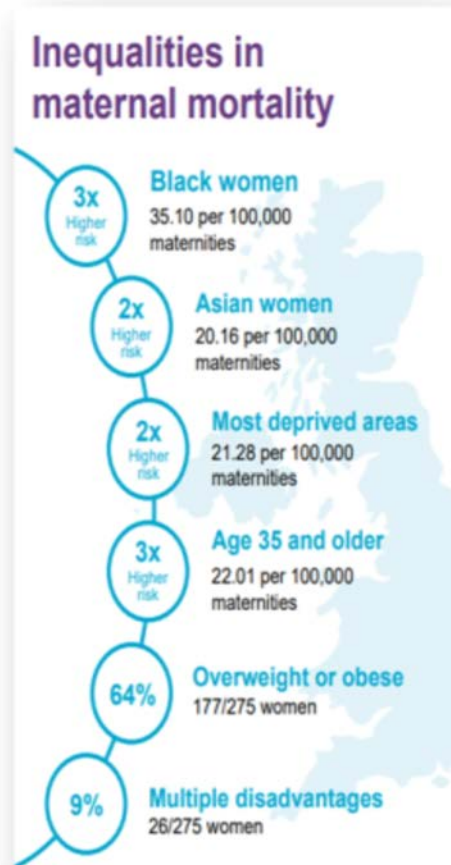 Inequalities in
maternal mortality
3x
Higher
risk
Black women
35.10 per 100,000
maternities
2x
Higher
risk
Asian women
20.16 per 100,000
maternities
2x
Higher
risk
Most deprived areas
21.28 per 100,000
maternities
3x
Higher
risk
Age 35 and older
22.01 per 100,000
maternities
64%
Overweight or obese
177/275 women
9%
Multiple disadvantages
26/275 women